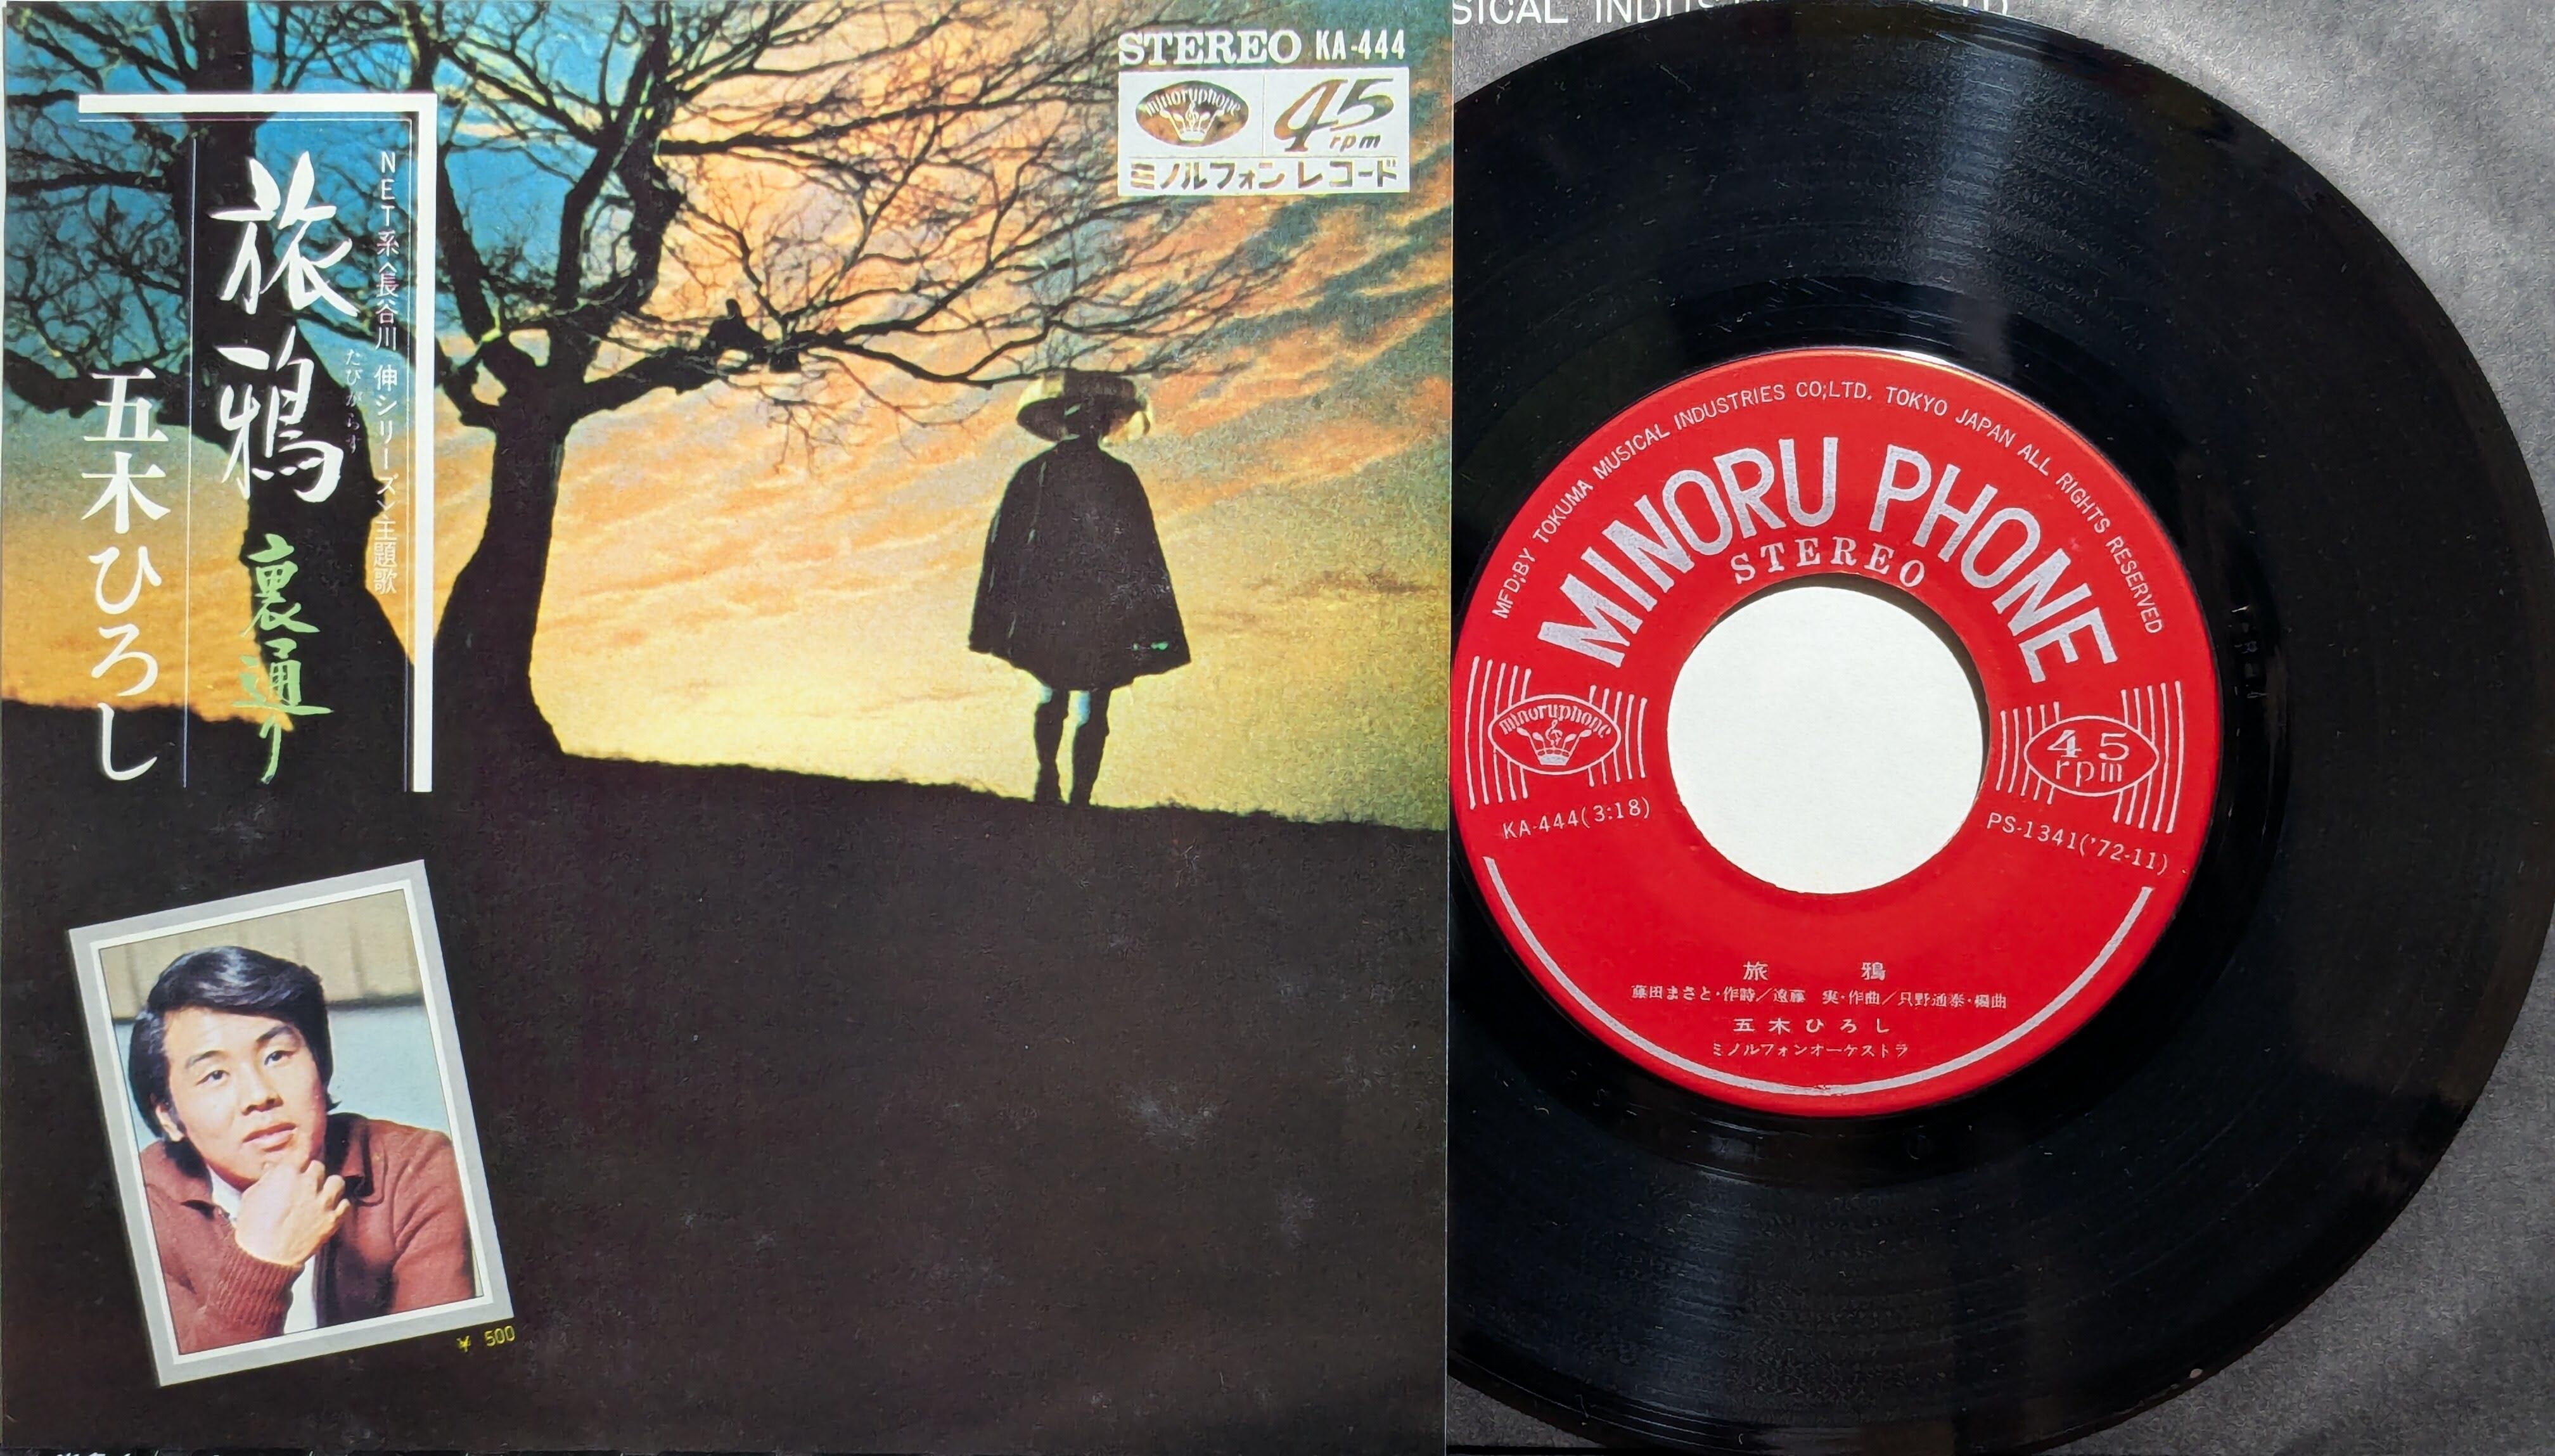 STEREO KA-444
minoruphone
45
rpm
ミノルフォンレコード
NET系〈長谷川 伸シリーズ〉主題歌
たびがらす
旅鴉
裏通り
五木ひろし
¥ 500
MFD;BY TOKUMA MUSICAL INDUSTRIES CO;LTD. TOKYO JAPAN ALL RIGHTS RESERVED
MINORU PHONE
STEREO
minoruphone
45
rpm
KA-444(3:18)
PS-1341('72-11)
旅 鴉
藤田まさと・作詩／遠藤 実・作曲／只野通泰・編曲
五木ひろし
ミノルフォンオーケストラ